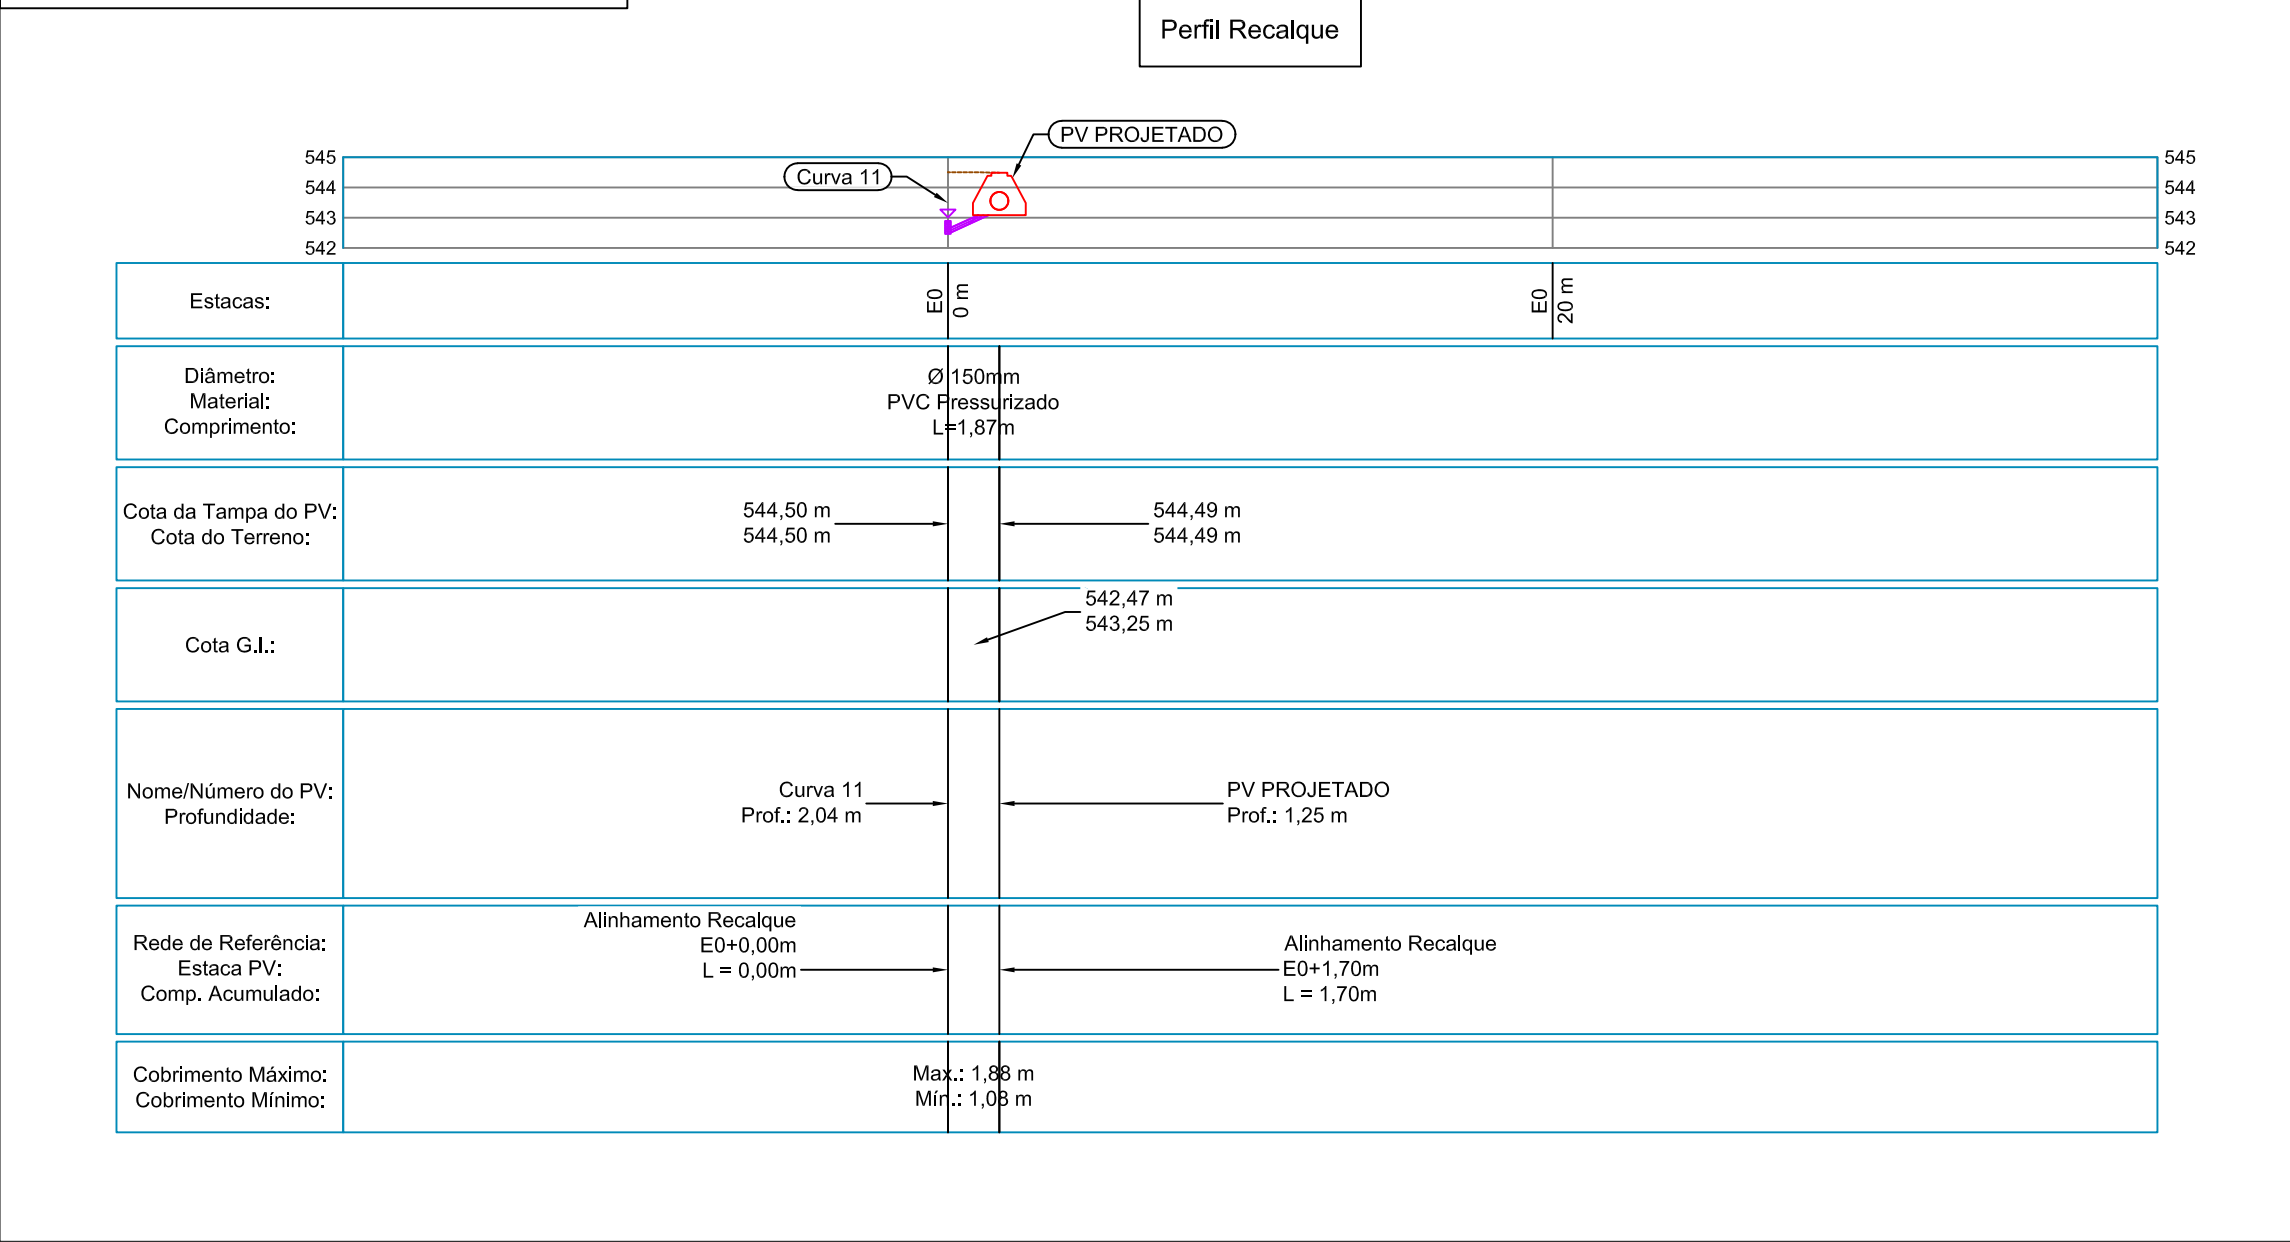 Perfil Recalque
PV PROJETADO
Curva 11
545
544
543
542
545
544
543
542
Estacas:
E0
0 m
E0
20 m
Diâmetro:
Material:
Comprimento:
Ø 150mm
PVC Pressurizado
L=1,87m
Cota da Tampa do PV:
Cota do Terreno:
544,50 m
544,50 m
544,49 m
544,49 m
Cota G.I.:
542,47 m
543,25 m
Nome/Número do PV:
Profundidade:
Curva 11
Prof.: 2,04 m
PV PROJETADO
Prof.: 1,25 m
Rede de Referência:
Estaca PV:
Comp. Acumulado:
Alinhamento Recalque
E0+0,00m
L = 0,00m
Alinhamento Recalque
E0+1,70m
L = 1,70m
Cobrimento Máximo:
Cobrimento Mínimo:
Max.: 1,88 m
Mín.: 1,08 m